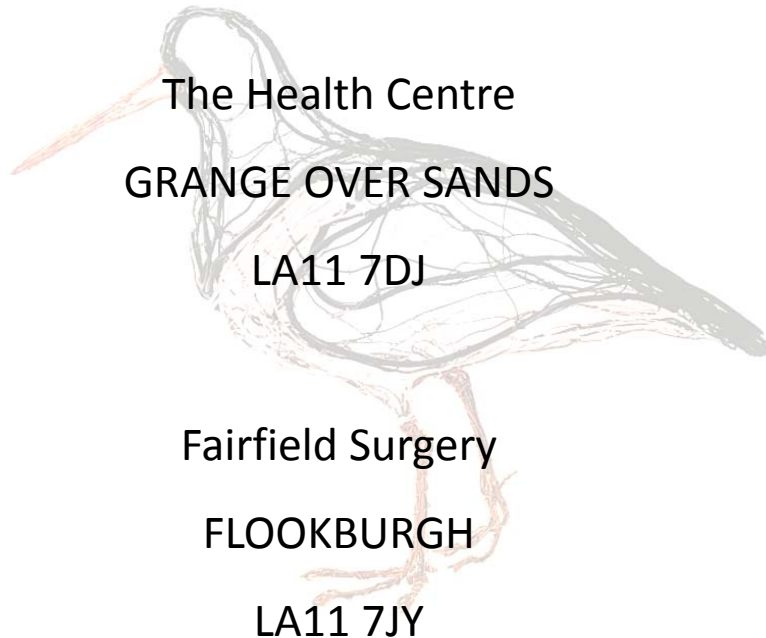 The Health Centre
GRANGE OVER SANDS
LA11 7DJ
Fairfield Surgery
FLOOKBURGH
LA11 7JY